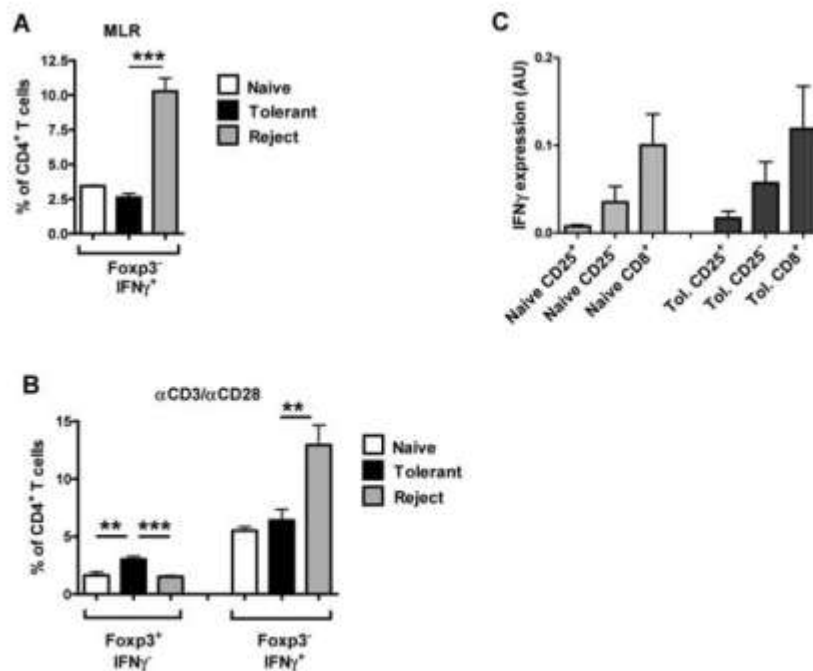 A
MLR
***
12.5
10.0
7.5
5.0
2.5
0.0
% of CD4⁺ T cells
Naive
Tolerant
Reject
Foxp3⁻
IFNγ⁺
C
0.2
0.1
0.0
IFNγ expression (AU)
Naive CD25⁺
Naive CD25⁻
Naive CD8⁺
Tol. CD25⁺
Tol. CD25⁻
Tol. CD8⁺
B
αCD3/αCD28
**
15
10
5
0
% of CD4⁺ T cells
** ***
Naive
Tolerant
Reject
Foxp3⁺
IFNγ⁻
Foxp3⁻
IFNγ⁺